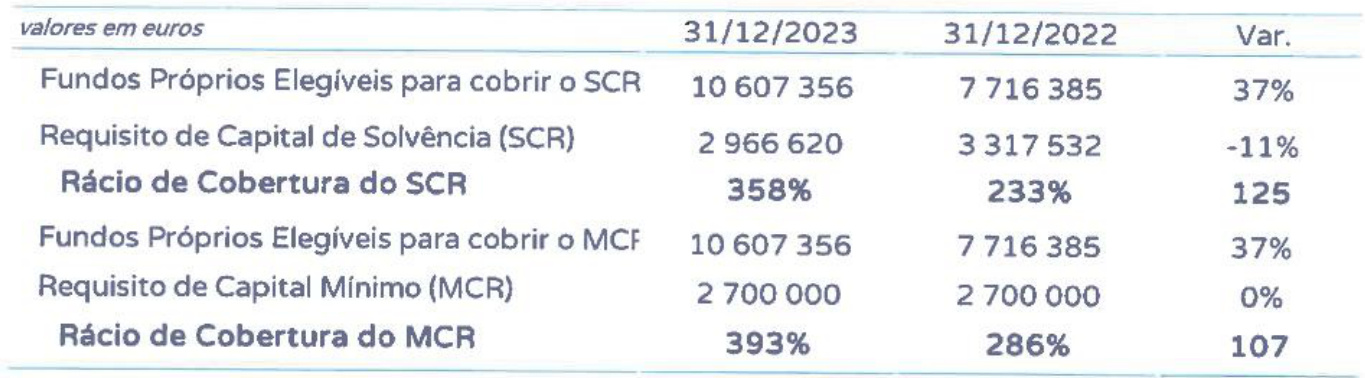 valores em euros 31/12/2023 31/12/2022 Var.
Fundos Próprios Elegíveis para cobrir o SCR 10 607 356 7 716 385 37%
Requisito de Capital de Solvência (SCR) 2 966 620 3 317 532 -11%
Rácio de Cobertura do SCR 358% 233% 125
Fundos Próprios Elegíveis para cobrir o MCF 10 607 356 7 716 385 37%
Requisito de Capital Mínimo (MCR) 2 700 000 2 700 000 0%
Rácio de Cobertura do MCR 393% 286% 107